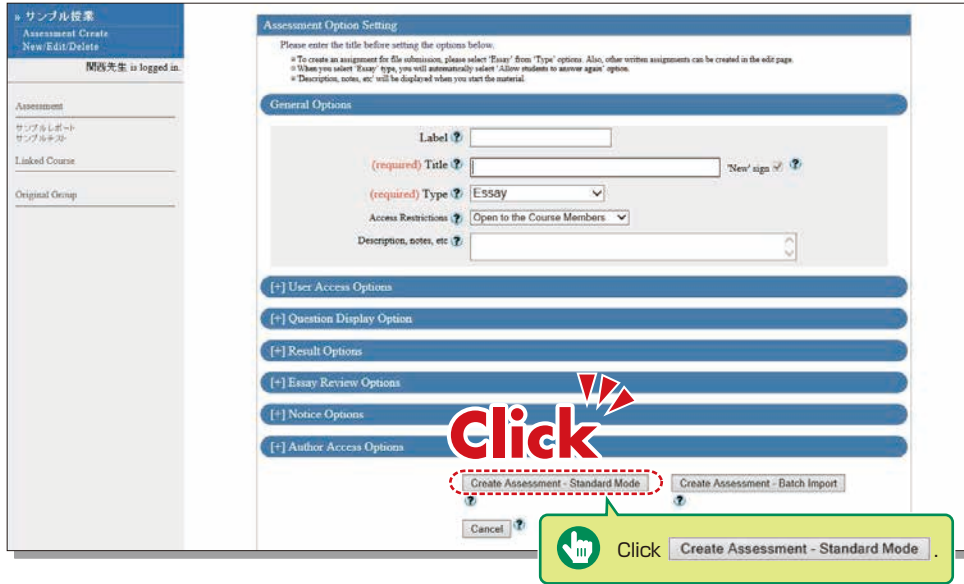 » サンプル授業
Assessment Create
New/Edit/Delete
関西先生 is logged in.
Assessment
サンプルレポート
サンプルテスト
Linked Course
Original Group
Assessment Option Setting
Please enter the title before setting the options below.
※To create an assignment for file submission, please select 'Essay' from 'Type' options. Also, other written assignments can be created in the edit page.
※When you select 'Essay' type, you will automatically select 'Allow students to answer again' option.
※'Description, notes, etc' will be displayed when you start the material.
General Options
Label ?
(required) Title ? 'New' sign ?
(required) Type ? Essay
Access Restrictions ? Open to the Course Members
Description, notes, etc ?
[+] User Access Options
[+] Question Display Option
[+] Result Options
[+] Essay Review Options
[+] Notice Options
[+] Author Access Options
Click
Create Assessment - Standard Mode ?
Create Assessment - Batch Import ?
Cancel ?
Click Create Assessment - Standard Mode .